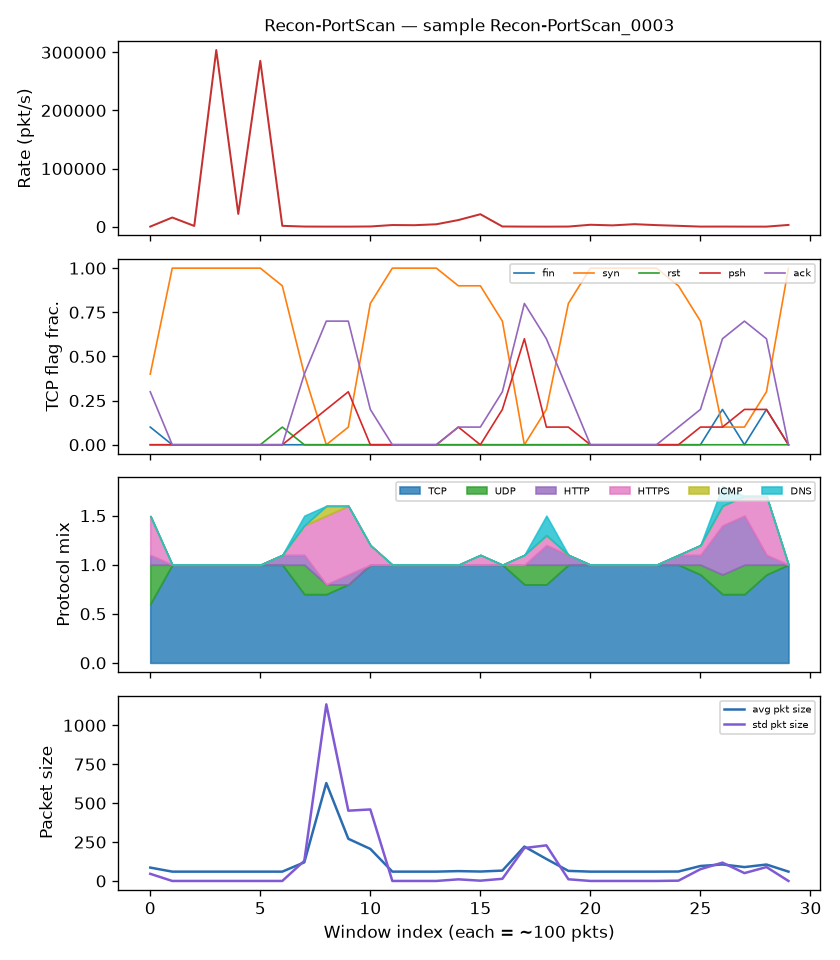 Recon-PortScan — sample Recon-PortScan_0003
300000
200000
100000
0
Rate (pkt/s)
fin syn rst psh ack
1.00
0.75
0.50
0.25
0.00
TCP flag frac.
TCP UDP HTTP HTTPS ICMP DNS
1.5
1.0
0.5
0.0
Protocol mix
avg pkt size
std pkt size
1000
750
500
250
0
Packet size
0 5 10 15 20 25 30
Window index (each = ~100 pkts)